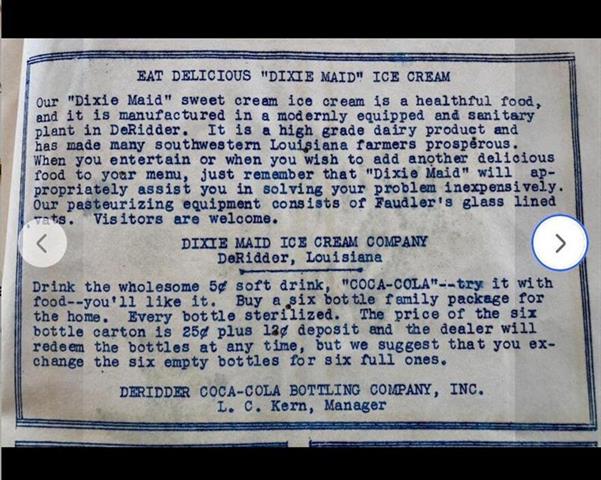 EAT DELICIOUS "DIXIE MAID" ICE CREAM
Our "Dixie Maid" sweet cream ice cream is a healthful food,
and it is manufactured in a modernly equipped and sanitary
plant in DeRidder. It is a high grade dairy product and
has made many southwestern Louisiana farmers prosperous.
When you entertain or when you wish to add another delicious
food to your menu, just remember that "Dixie Maid" will ap-
propriately assist you in solving your problem inexpensively.
Our pasteurizing equipment consists of Faudler's glass lined
vats. Visitors are welcome.
DIXIE MAID ICE CREAM COMPANY
DeRidder, Louisiana
Drink the wholesome 5¢ soft drink, "COCA-COLA"--try it with
food--you'll like it. Buy a six bottle family package for
the home. Every bottle sterilized. The price of the six
bottle carton is 25¢ plus 12¢ deposit and the dealer will
redeem the bottles at any time, but we suggest that you ex-
change the six empty bottles for six full ones.
DERIDDER COCA-COLA BOTTLING COMPANY, INC.
L. C. Kern, Manager